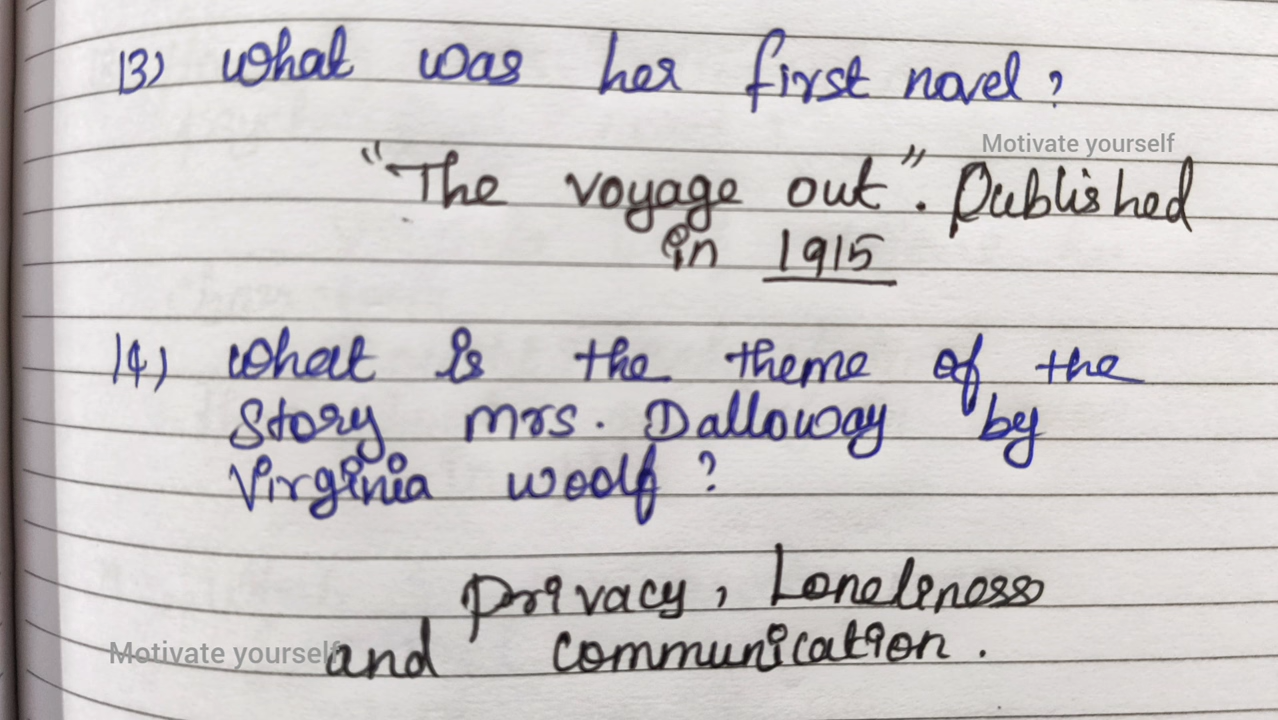 13) What was her first novel?
Motivate yourself
"The voyage out". Published
in 1915
14) What is the theme of the
Story Mrs. Dalloway by
Virginia woolf?
privacy, Loneliness
Motivate yourself
and communication.